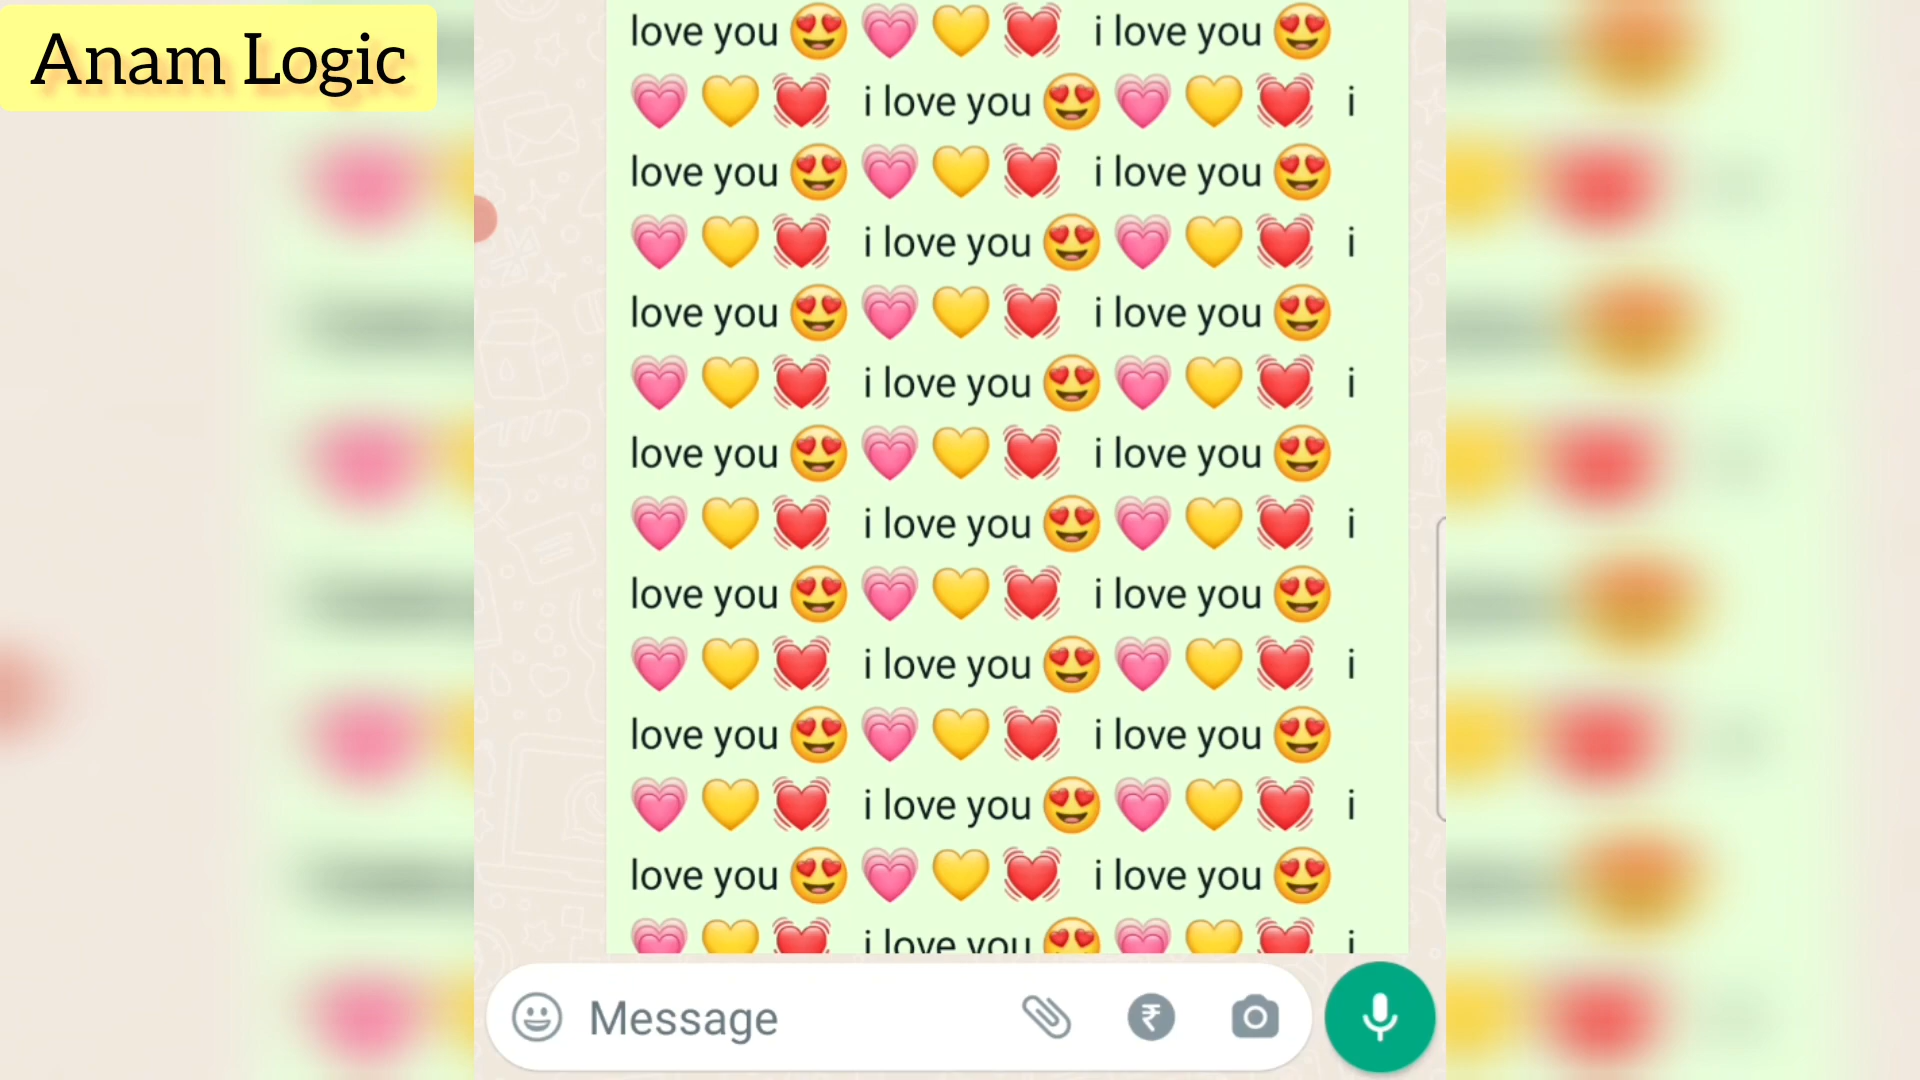 Anam Logic
love you 😍 💗 💛 💓 i love you 😍
💗 💛 💓 i love you 😍 💗 💛 💓 i
love you 😍 💗 💛 💓 i love you 😍
💗 💛 💓 i love you 😍 💗 💛 💓 i
love you 😍 💗 💛 💓 i love you 😍
💗 💛 💓 i love you 😍 💗 💛 💓 i
love you 😍 💗 💛 💓 i love you 😍
💗 💛 💓 i love you 😍 💗 💛 💓 i
love you 😍 💗 💛 💓 i love you 😍
💗 💛 💓 i love you 😍 💗 💛 💓 i
love you 😍 💗 💛 💓 i love you 😍
💗 💛 💓 i love you 😍 💗 💛 💓 i
love you 😍 💗 💛 💓 i love you 😍
💗 💛 💓 i love you 😍 💗 💛 💓 i
Message ₹